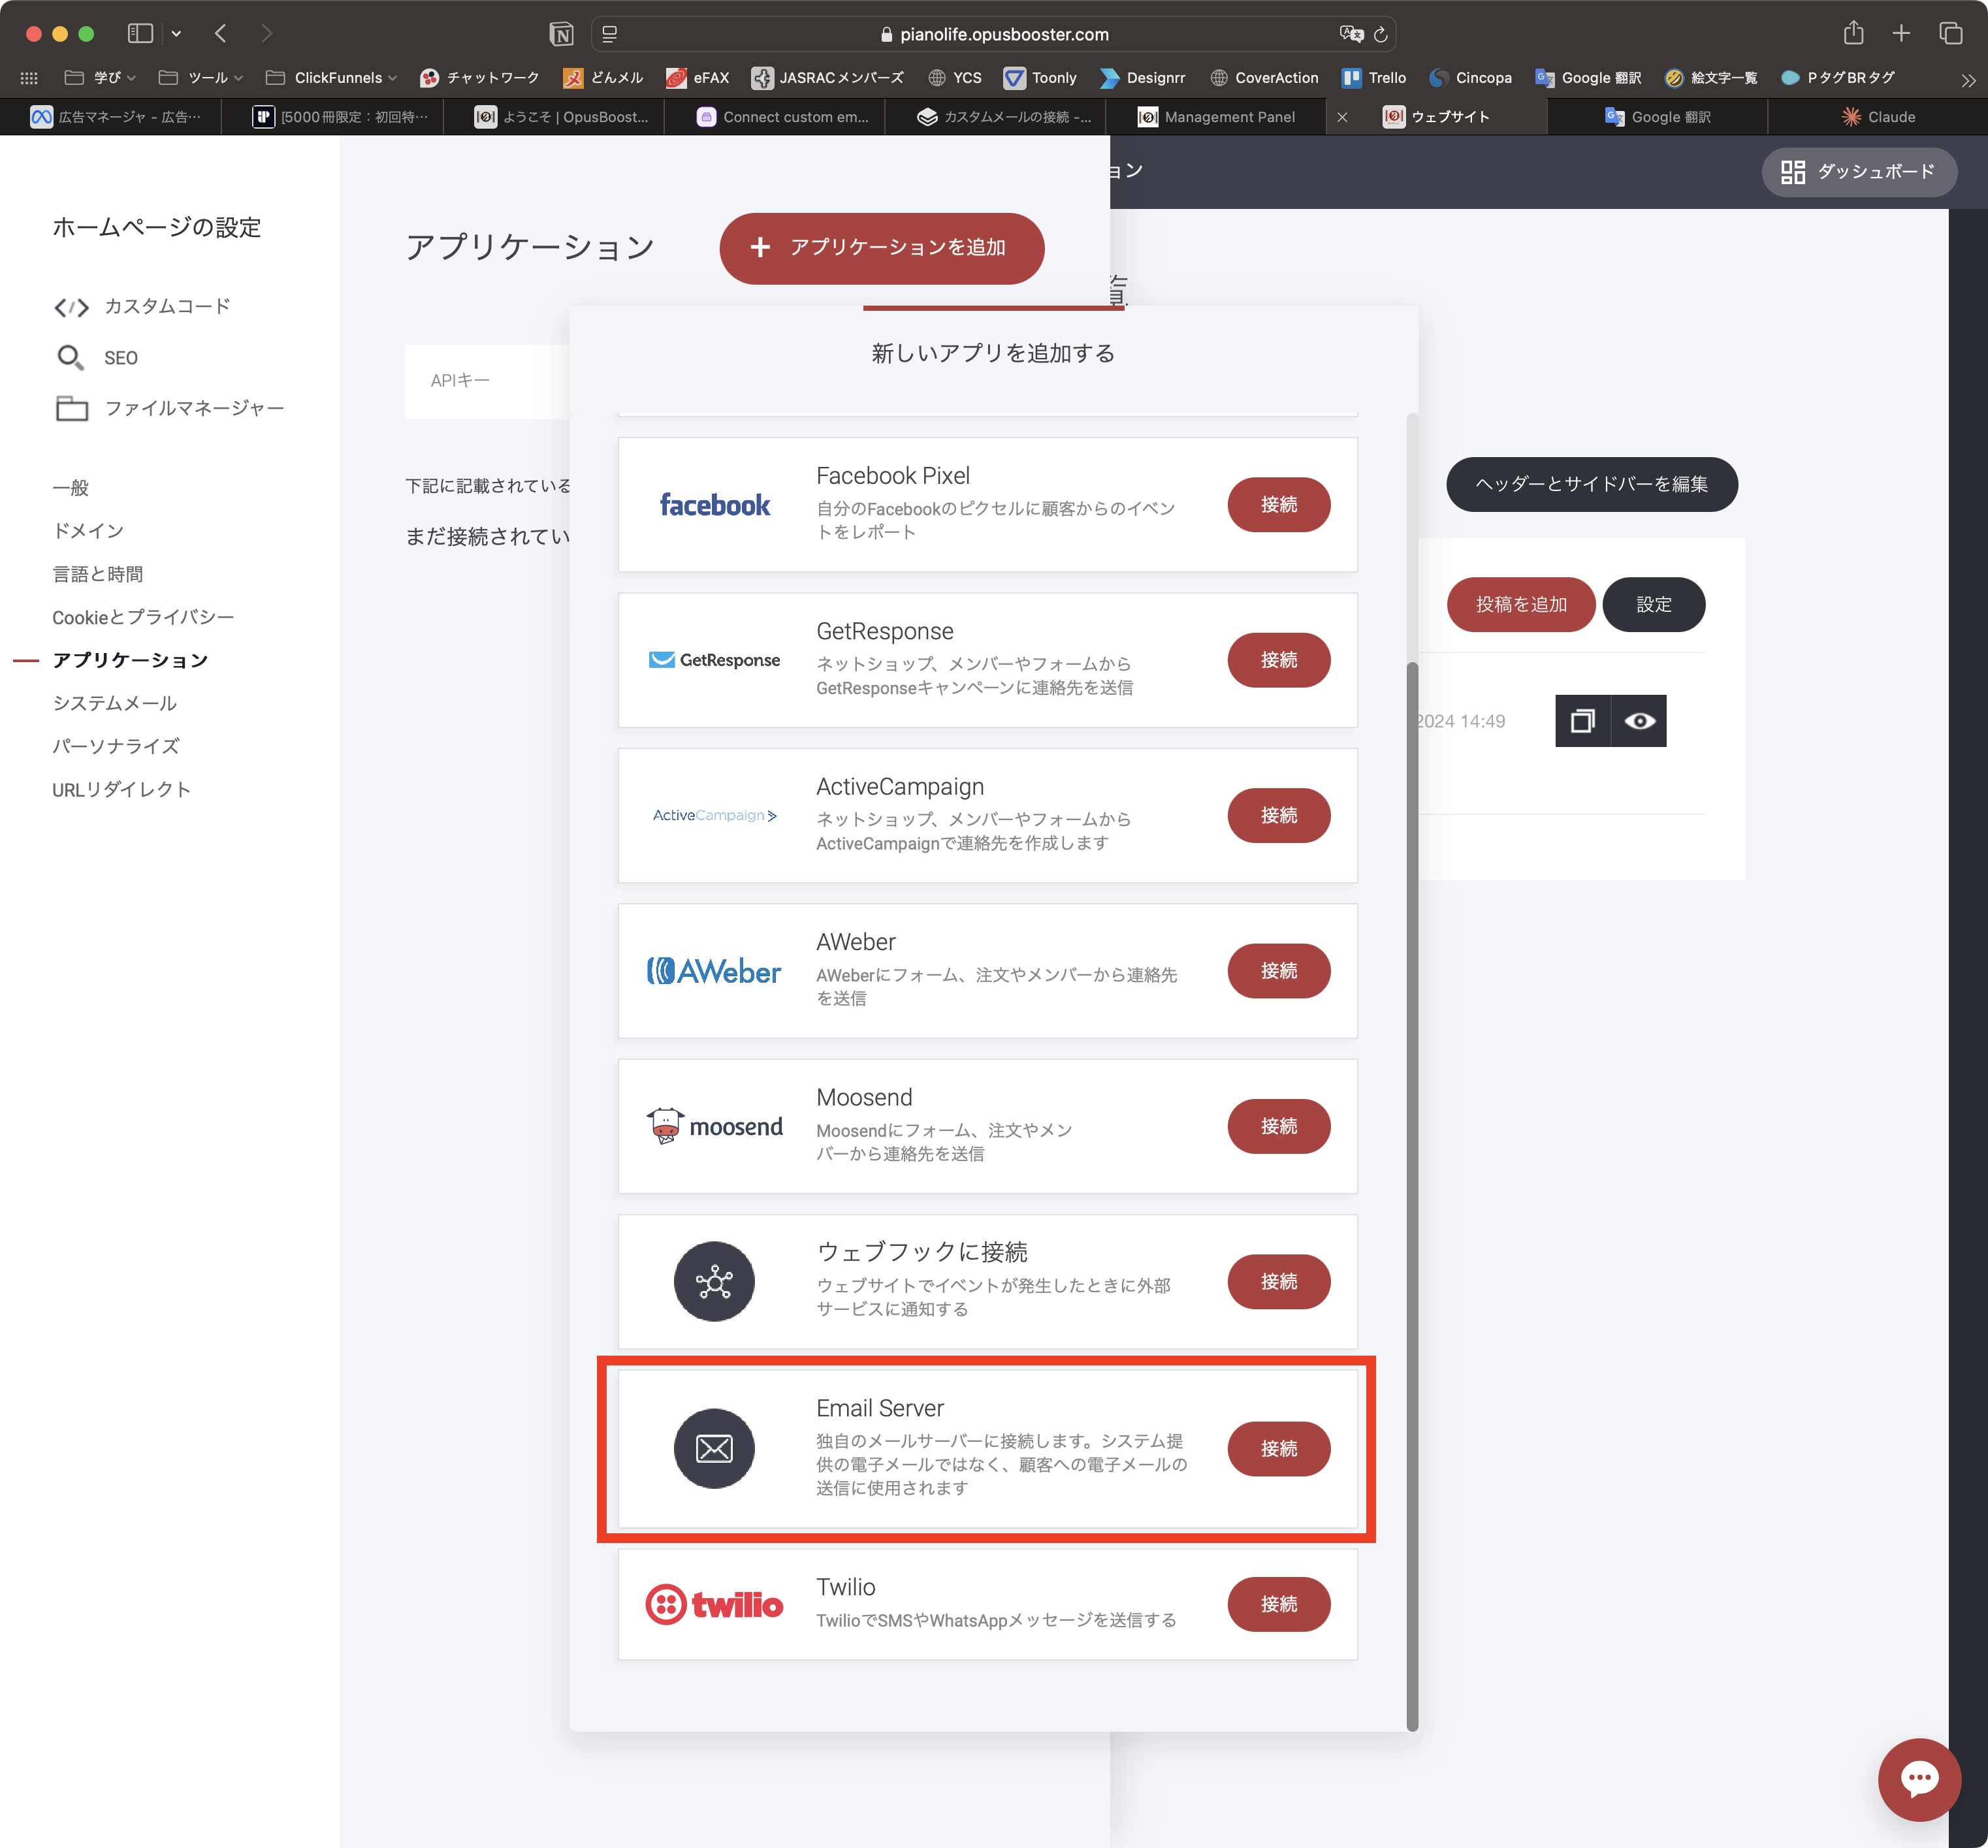 pianolife.opusbooster.com
学び
ツール
ClickFunnels
チャットワーク
どんメル
eFAX
JASRACメンバーズ
YCS
Toonly
Designrr
CoverAction
Trello
Cincopa
Google 翻訳
絵文字一覧
PタグBRタグ
広告マネージャ - 広告…
[5000冊限定：初回特…
ようこそ | OpusBoost…
Connect custom em…
カスタムメールの接続 -…
Management Panel
ウェブサイト
Google 翻訳
Claude
ョン
ダッシュボード
ホームページの設定
カスタムコード
SEO
ファイルマネージャー
一般
ドメイン
言語と時間
Cookieとプライバシー
アプリケーション
システムメール
パーソナライズ
URLリダイレクト
アプリケーション
+ アプリケーションを追加
APIキー
下記に記載されている
まだ接続されてい
新しいアプリを追加する
facebook
Facebook Pixel
自分のFacebookのピクセルに顧客からのイベン
トをレポート
接続
GetResponse
GetResponse
ネットショップ、メンバーやフォームから
GetResponseキャンペーンに連絡先を送信
接続
ActiveCampaign
ActiveCampaign
ネットショップ、メンバーやフォームから
ActiveCampaignで連絡先を作成します
接続
AWeber
AWeber
AWeberにフォーム、注文やメンバーから連絡先
を送信
接続
moosend
Moosend
Moosendにフォーム、注文やメン
バーから連絡先を送信
接続
ウェブフックに接続
ウェブサイトでイベントが発生したときに外部
サービスに通知する
接続
Email Server
独自のメールサーバーに接続します。システム提
供の電子メールではなく、顧客への電子メールの
送信に使用されます
接続
twilio
Twilio
TwilioでSMSやWhatsAppメッセージを送信する
接続
ヘッダーとサイドバーを編集
投稿を追加
設定
2024 14:49